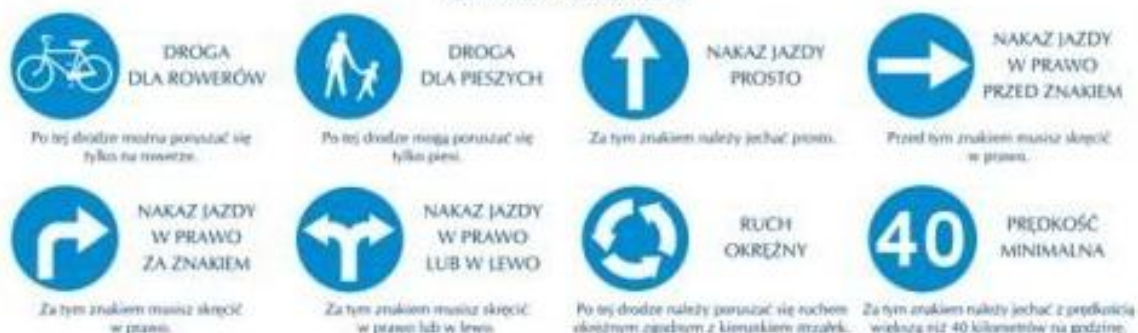 DROGA
DLA ROWERÓW
Po tej drodze można poruszać się
tylko na rowerze.
DROGA
DLA PIESZYCH
Po tej drodze mogą poruszać się
tylko piesi.
NAKAZ JAZDY
PROSTO
Za tym znakiem należy jechać prosto.
NAKAZ JAZDY
W PRAWO
PRZED ZNAKIEM
Przed tym znakiem musisz skręcić
w prawo.
NAKAZ JAZDY
W PRAWO
ZA ZNAKIEM
Za tym znakiem musisz skręcić
w prawo.
NAKAZ JAZDY
W PRAWO
LUB W LEWO
Za tym znakiem musisz skręcić
w prawo lub w lewo.
RUCH
OKRĘŻNY
Po tej drodze należy poruszać się ruchem
okrężnym zgodnym z kierunkiem strzałek.
40
PRĘDKOŚĆ
MINIMALNA
Za tym znakiem należy jechać z prędkością
większą niż 40 kilometrów na godzinę.